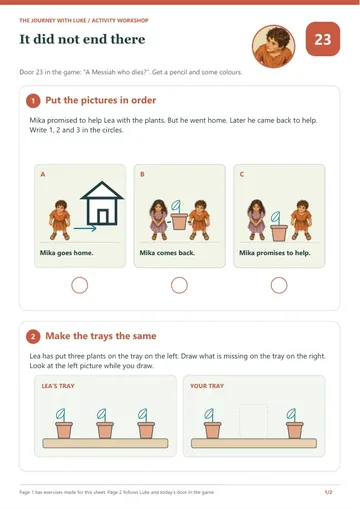 THE JOURNEY WITH LUKE / ACTIVITY WORKSHOP
It did not end there
23
Door 23 in the game: "A Messiah who dies?". Get a pencil and some colours.
1 Put the pictures in order
Mika promised to help Lea with the plants. But he went home. Later he came back to help.
Write 1, 2 and 3 in the circles.
A
B
C
Mika goes home.
Mika comes back.
Mika promises to help.
2 Make the trays the same
Lea has put three plants on the tray on the left. Draw what is missing on the tray on the right.
Look at the left picture while you draw.
LEA'S TRAY
YOUR TRAY
Page 1 has exercises made for this sheet. Page 2 follows Luke and today's door in the game.
1/2